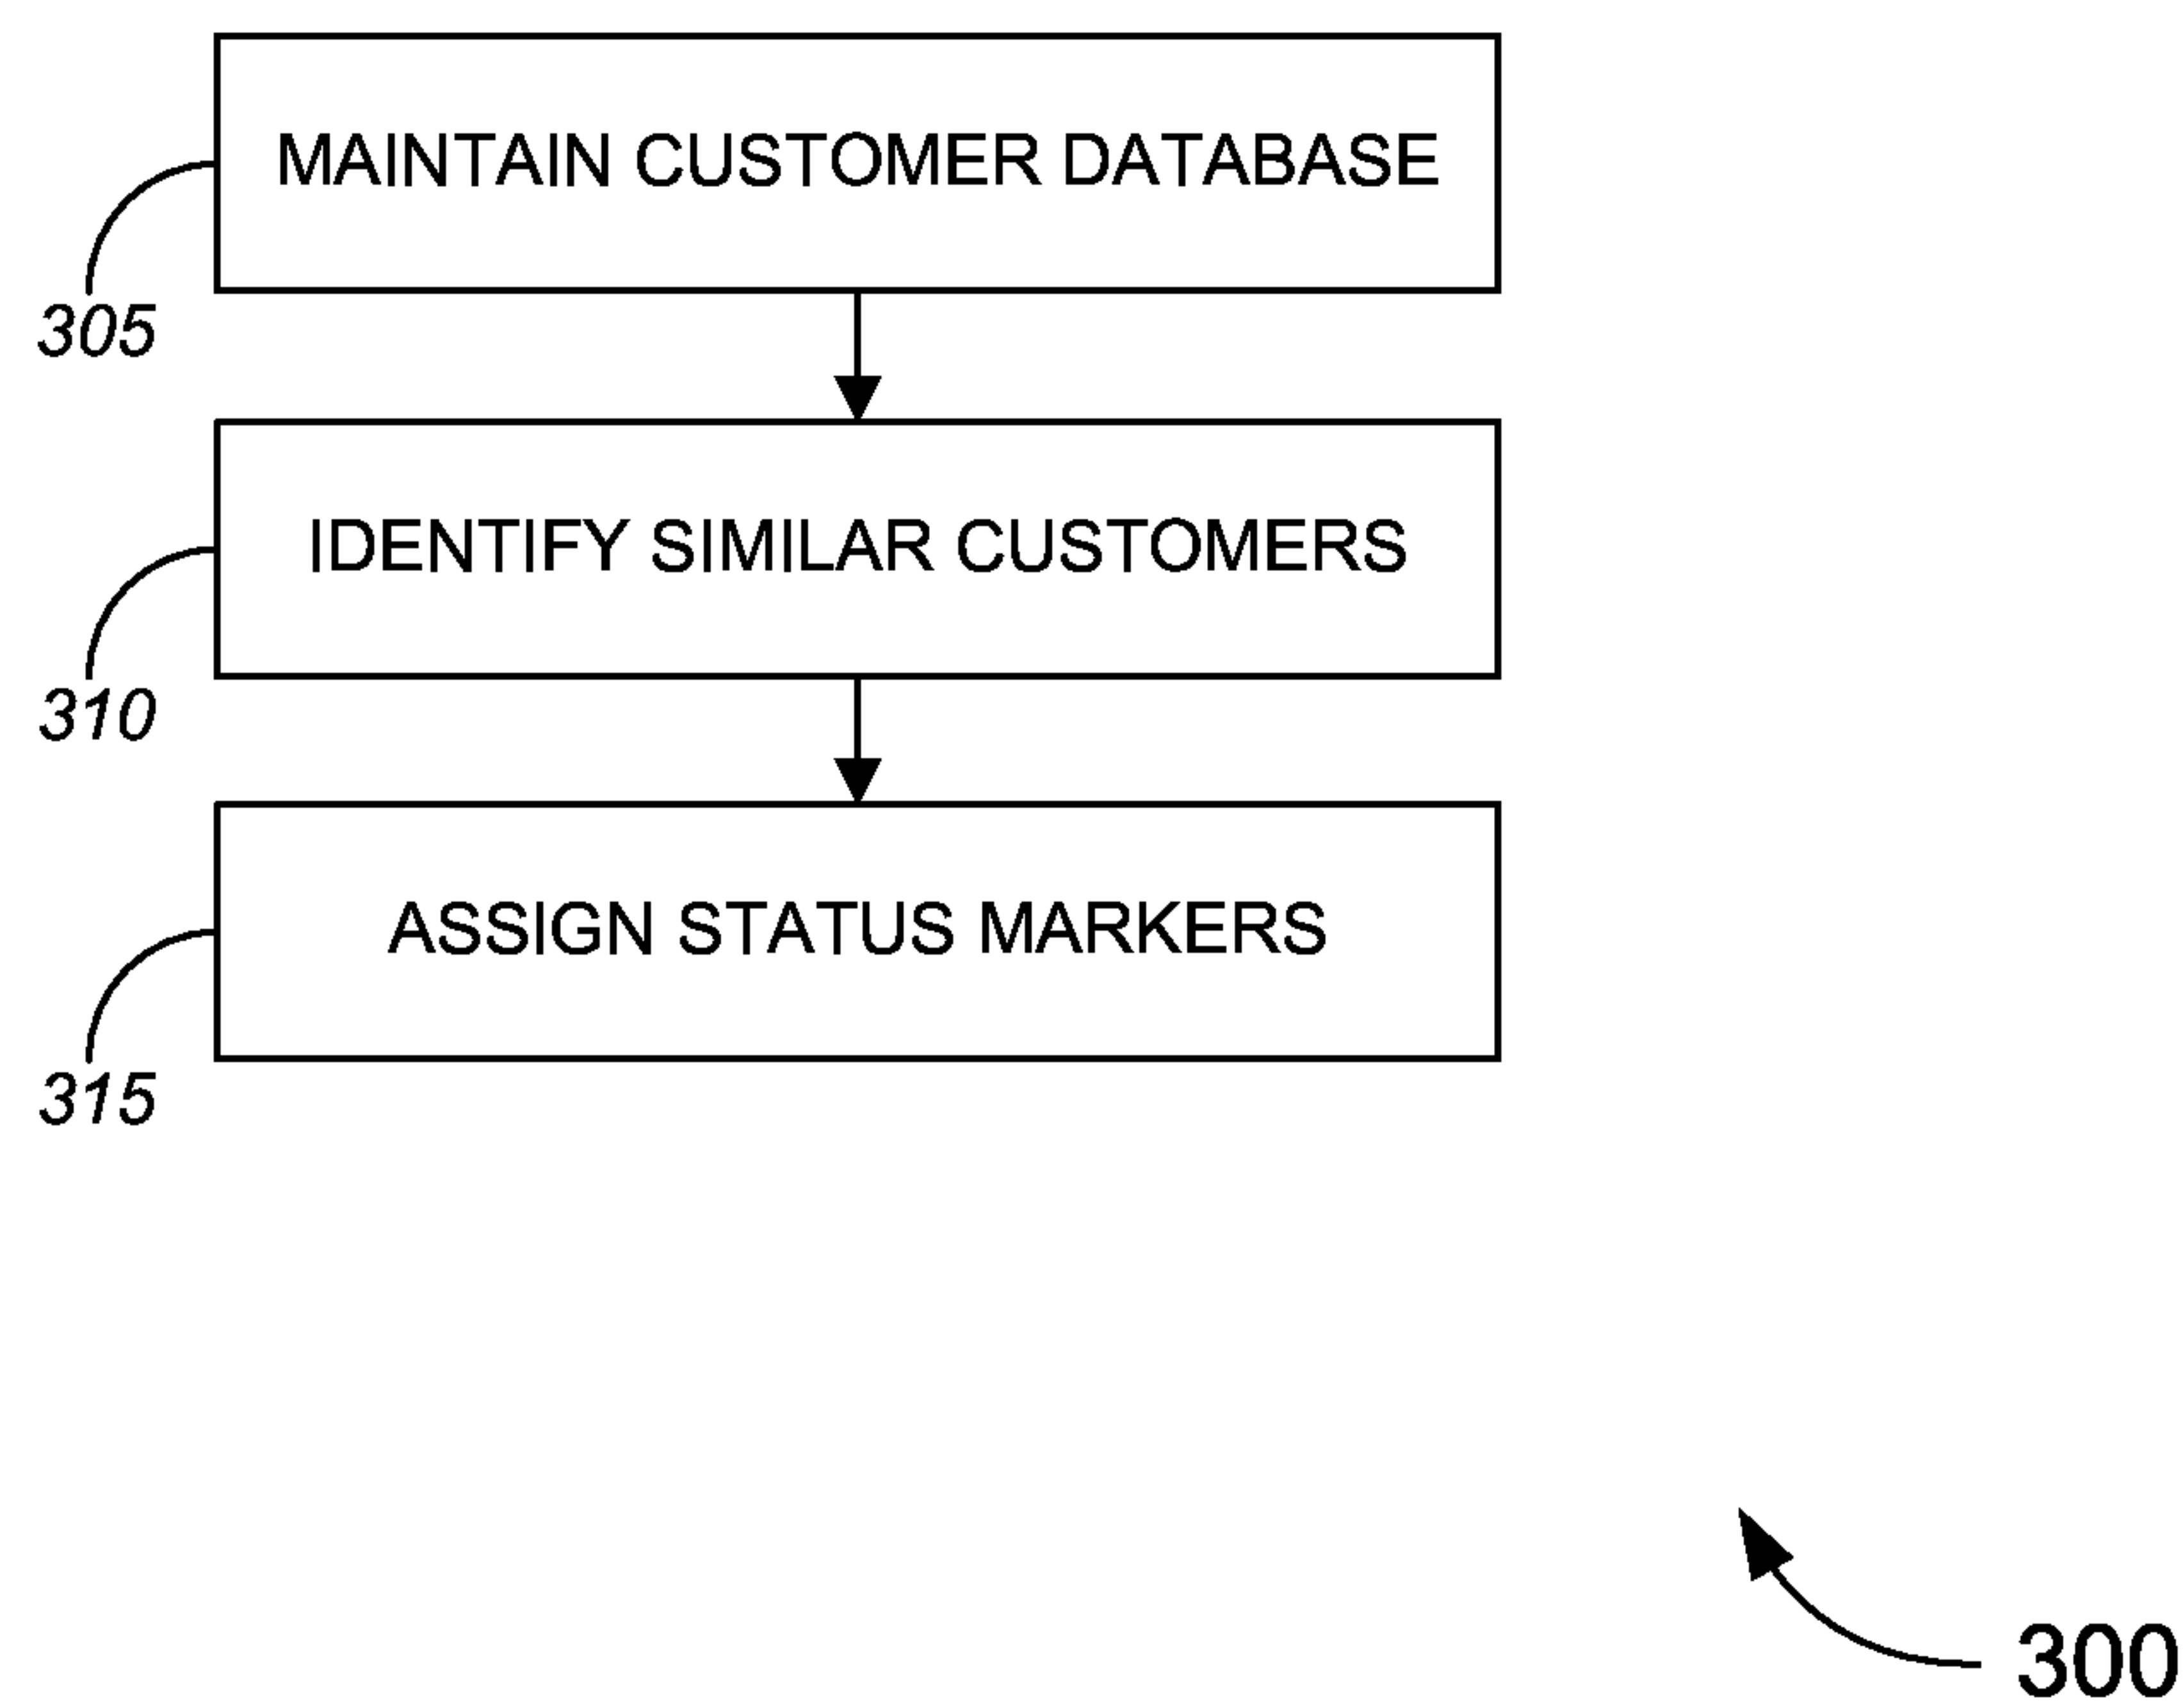 MAINTAIN CUSTOMER DATABASE
305
IDENTIFY SIMILAR CUSTOMERS
310
ASSIGN STATUS MARKERS
315
300